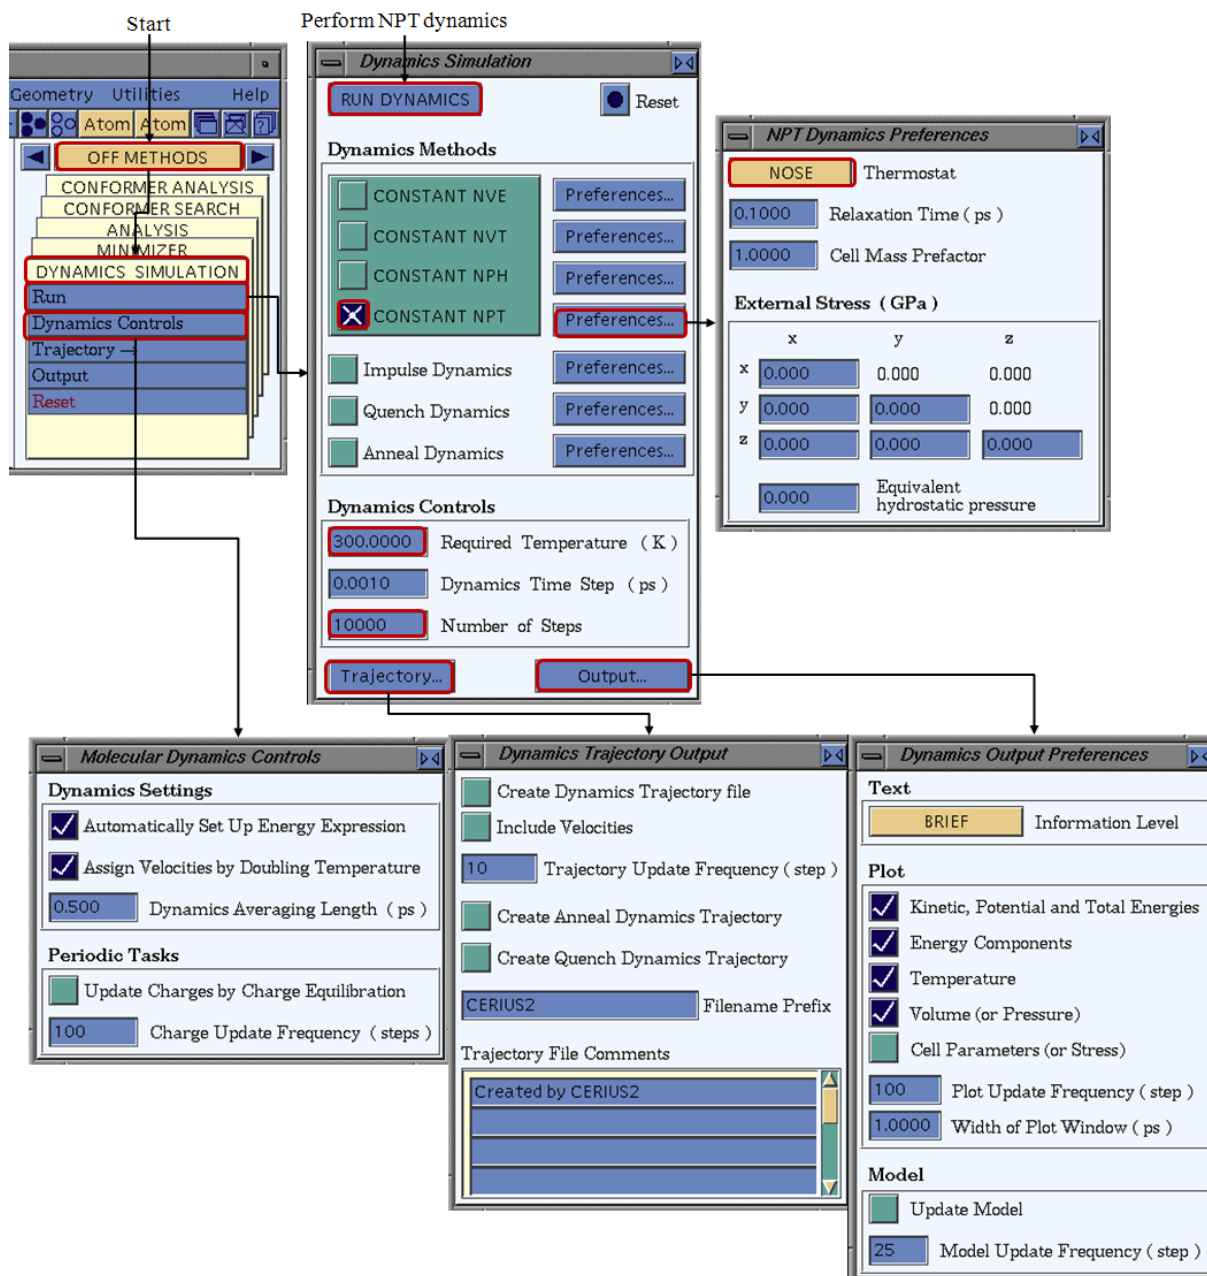 Start
Perform NPT dynamics
Geometry Utilities Help
Atom Atom
OFF METHODS
CONFORMER ANALYSIS
CONFORMER SEARCH
ANALYSIS
MINIMIZER
DYNAMICS SIMULATION
Run
Dynamics Controls
Trajectory
Output
Reset
Dynamics Simulation
RUN DYNAMICS Reset
Dynamics Methods
CONSTANT NVE Preferences...
CONSTANT NVT Preferences...
CONSTANT NPH Preferences...
CONSTANT NPT Preferences...
Impulse Dynamics Preferences...
Quench Dynamics Preferences...
Anneal Dynamics Preferences...
Dynamics Controls
300.0000 Required Temperature ( K )
0.0010 Dynamics Time Step ( ps )
10000 Number of Steps
Trajectory... Output...
NPT Dynamics Preferences
NOSE Thermostat
0.1000 Relaxation Time ( ps )
1.0000 Cell Mass Prefactor
External Stress ( GPa )
x y z
x 0.000 0.000 0.000
y 0.000 0.000 0.000
z 0.000 0.000 0.000
0.000 Equivalent
hydrostatic pressure
Molecular Dynamics Controls
Dynamics Settings
Automatically Set Up Energy Expression
Assign Velocities by Doubling Temperature
0.500 Dynamics Averaging Length ( ps )
Periodic Tasks
Update Charges by Charge Equilibration
100 Charge Update Frequency ( steps )
Dynamics Trajectory Output
Create Dynamics Trajectory file
Include Velocities
10 Trajectory Update Frequency ( step )
Create Anneal Dynamics Trajectory
Create Quench Dynamics Trajectory
CERIUS2 Filename Prefix
Trajectory File Comments
Created by CERIUS2
Dynamics Output Preferences
Text
BRIEF Information Level
Plot
Kinetic, Potential and Total Energies
Energy Components
Temperature
Volume (or Pressure)
Cell Parameters (or Stress)
100 Plot Update Frequency ( step )
1.0000 Width of Plot Window ( ps )
Model
Update Model
25 Model Update Frequency ( step )